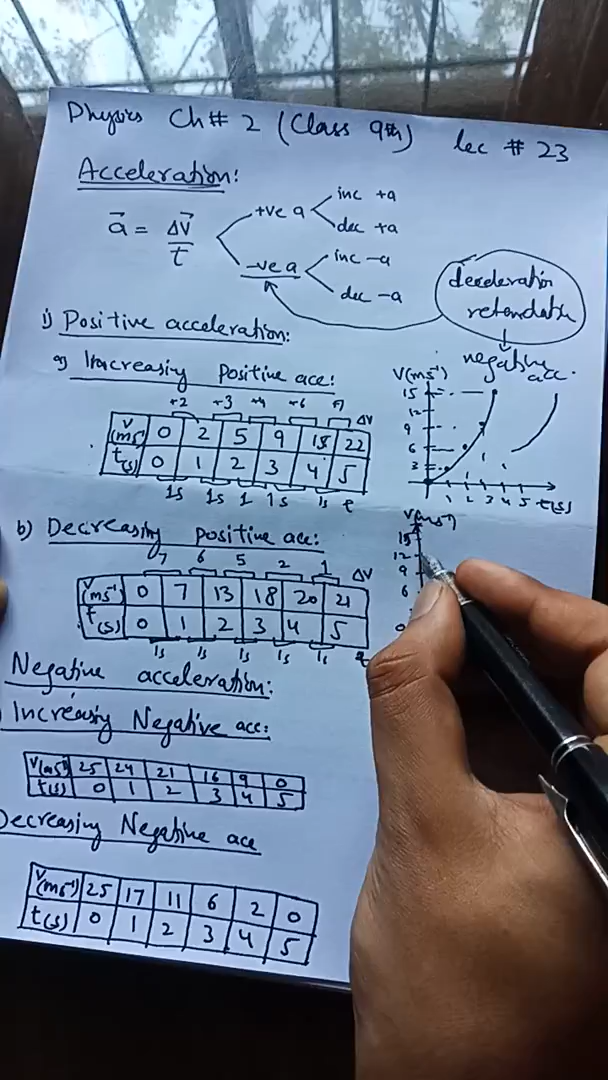 Physics Ch# 2 (Class 9th) lec # 23
Acceleration:
a = ΔV/t
+ve a
inc +a
dec +a
-ve a
inc -a
dec -a
deceleration
negative
acc.
i) Positive acceleration:
a) Increasing Positive acc:
+2 +3 +4 +6 +7 ΔV
V(ms⁻¹) 0 2 5 9 15 22
t(s) 0 1 2 3 4 5
1s 1s 1 1s 1s t
V(ms⁻¹)
15
12
9
6
3
0
1 2 3 4 5 t(s)
b) Decreasing positive acc:
7 6 5 2 1 ΔV
V(ms⁻¹) 0 7 13 18 20 21
t(s) 0 1 2 3 4 5
1s 1s 1s 1s 1s
V(ms⁻¹)
15
12
9
6
0
Negative acceleration:
Increasing Negative acc:
V(ms⁻¹) 25 24 21 16 9 0
t(s) 0 1 2 3 4 5
Decreasing Negative acc
V(ms⁻¹) 25 17 11 6 2 0
t(s) 0 1 2 3 4 5